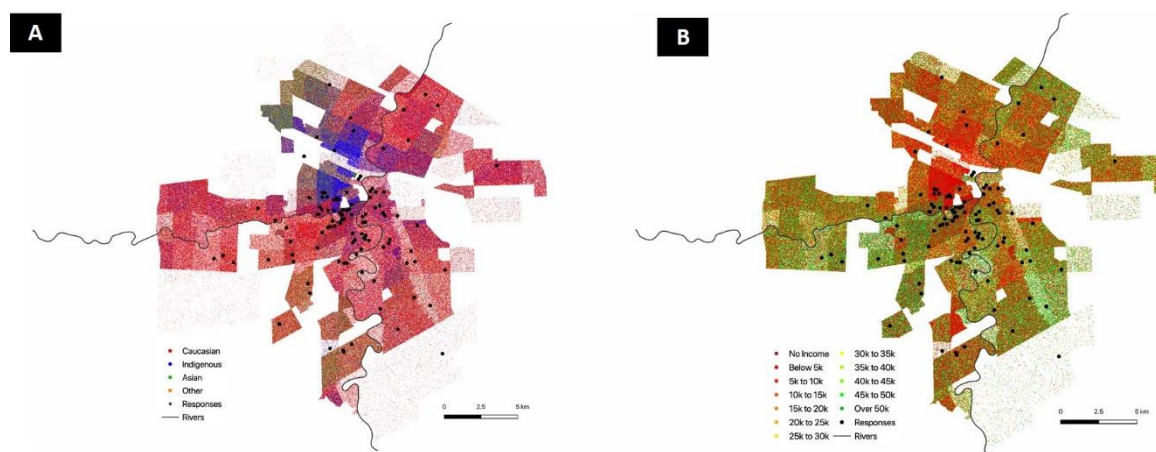 A
B
Caucasian
Indigenous
Asian
Other
Responses
Rivers
0 2.5 5 km
No Income
Below 5k
5k to 10k
10k to 15k
15k to 20k
20k to 25k
25k to 30k
30k to 35k
35k to 40k
40k to 45k
45k to 50k
Over 50k
Responses
Rivers
0 2.5 5 km